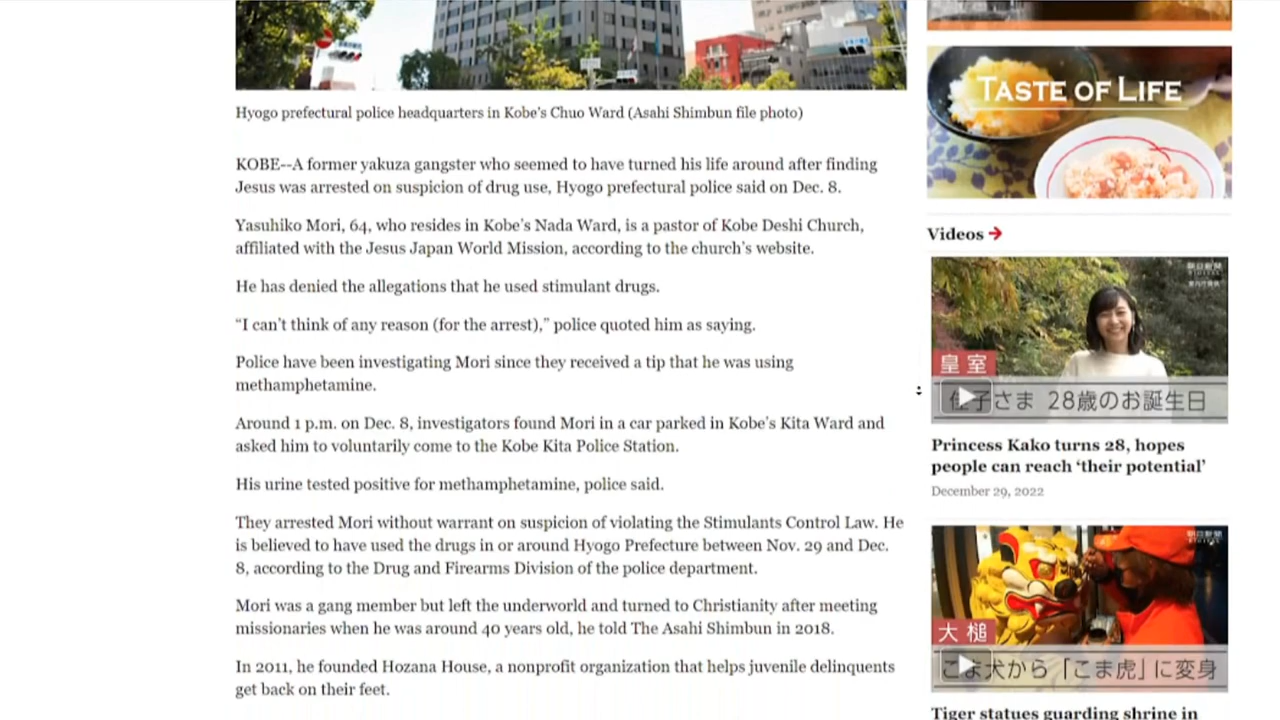 Hyogo prefectural police headquarters in Kobe's Chuo Ward (Asahi Shimbun file photo)
KOBE--A former yakuza gangster who seemed to have turned his life around after finding
Jesus was arrested on suspicion of drug use, Hyogo prefectural police said on Dec. 8.
Yasuhiko Mori, 64, who resides in Kobe's Nada Ward, is a pastor of Kobe Deshi Church,
affiliated with the Jesus Japan World Mission, according to the church's website.
He has denied the allegations that he used stimulant drugs.
“I can't think of any reason (for the arrest),” police quoted him as saying.
Police have been investigating Mori since they received a tip that he was using
methamphetamine.
Around 1 p.m. on Dec. 8, investigators found Mori in a car parked in Kobe's Kita Ward and
asked him to voluntarily come to the Kobe Kita Police Station.
His urine tested positive for methamphetamine, police said.
They arrested Mori without warrant on suspicion of violating the Stimulants Control Law. He
is believed to have used the drugs in or around Hyogo Prefecture between Nov. 29 and Dec.
8, according to the Drug and Firearms Division of the police department.
Mori was a gang member but left the underworld and turned to Christianity after meeting
missionaries when he was around 40 years old, he told The Asahi Shimbun in 2018.
In 2011, he founded Hozana House, a nonprofit organization that helps juvenile delinquents
get back on their feet.
TASTE OF LIFE
Videos
朝日新聞
DIGITAL
皇室
佳子さま 28歳のお誕生日
Princess Kako turns 28, hopes
people can reach ‘their potential’
December 29, 2022
朝日新聞
DIGITAL
大槌
こま犬から「こま虎」に変身
Tiger statues guarding shrine in